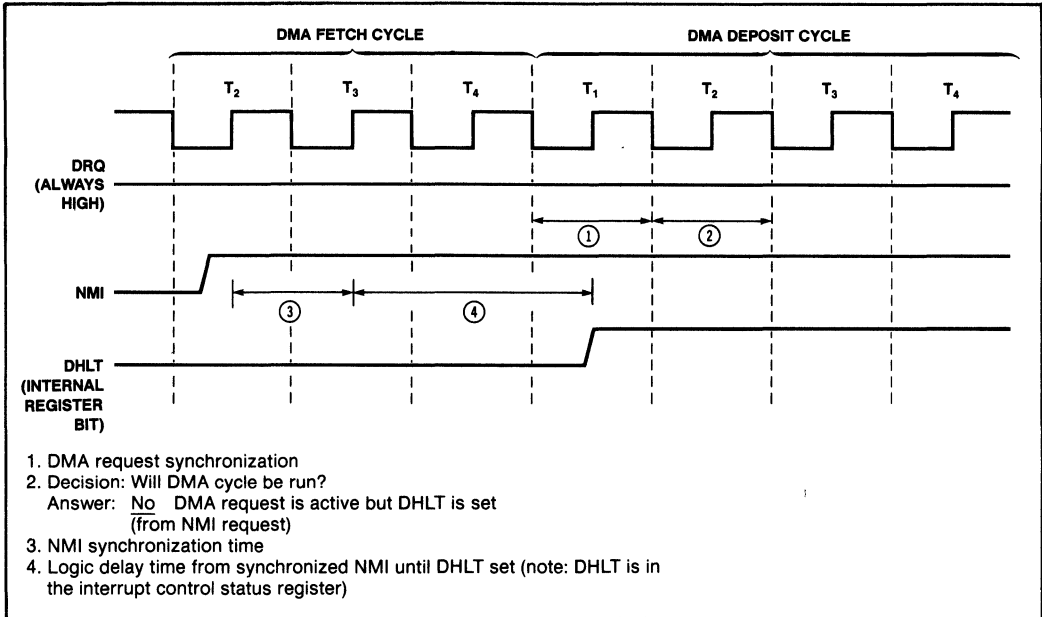 DMA FETCH CYCLE DMA DEPOSIT CYCLE
T2 T3 T4 T1 T2 T3 T4
DRQ
(ALWAYS
HIGH)
① ②
NMI
③ ④
DHLT
(INTERNAL
REGISTER
BIT)
1. DMA request synchronization
2. Decision: Will DMA cycle be run?
Answer: No DMA request is active but DHLT is set
(from NMI request)
3. NMI synchronization time
4. Logic delay time from synchronized NMI until DHLT set (note: DHLT is in
the interrupt control status register)